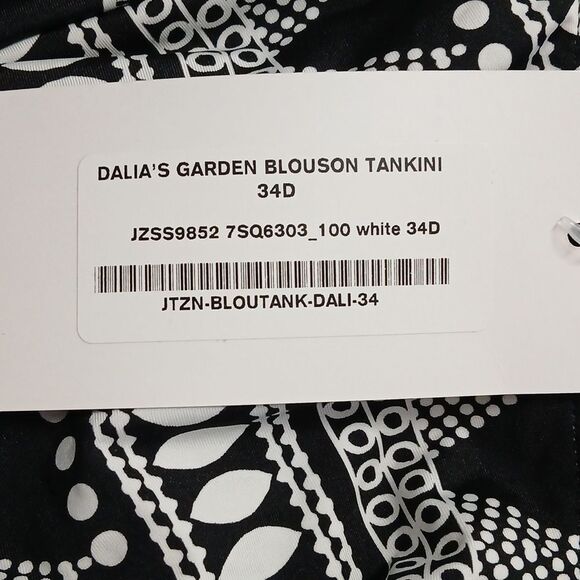 DALIA'S GARDEN BLOUSON TANKINI
34D
JZSS9852 7SQ6303_100 white 34D
JTZN-BLOUTANK-DALI-34